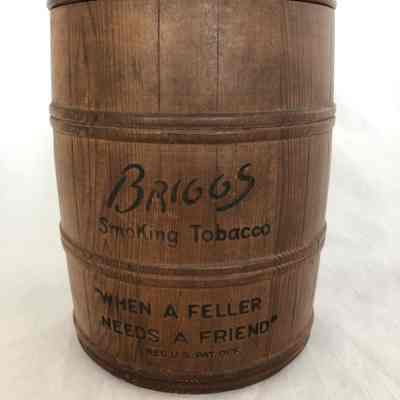 BRIGGS
SmoKing Tobacco
"WHEN A FELLER
NEEDS A FRIEND"
REG. U.S. PAT. OFF.